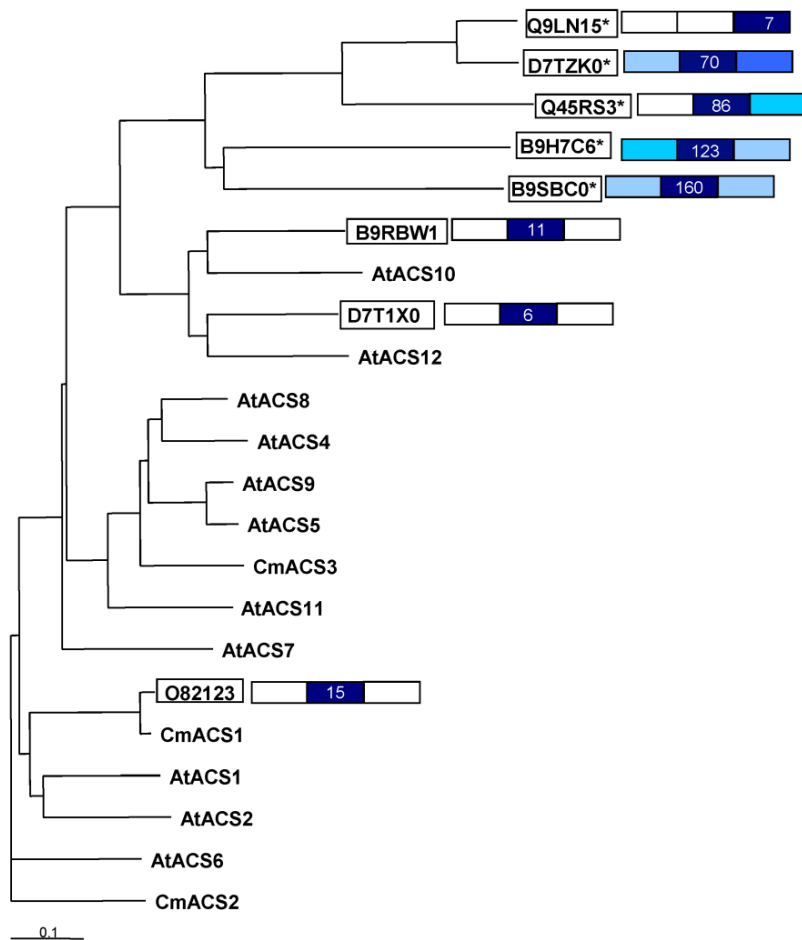 Q9LN15* 7
D7TZK0* 70
Q45RS3* 86
B9H7C6* 123
B9SBC0* 160
B9RBW1 11
AtACS10
D7T1X0 6
AtACS12
AtACS8
AtACS4
AtACS9
AtACS5
CmACS3
AtACS11
AtACS7
O82123 15
CmACS1
AtACS1
AtACS2
AtACS6
CmACS2
0.1